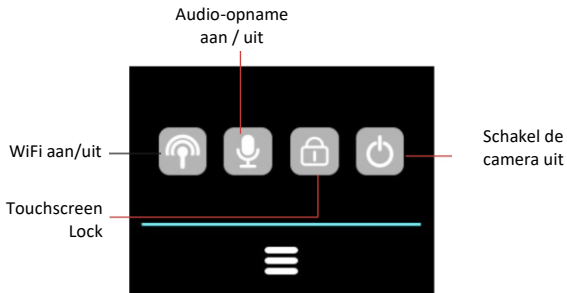 Audio-opname
aan / uit
WiFi aan/uit
Schakel de
camera uit
Touchscreen
Lock